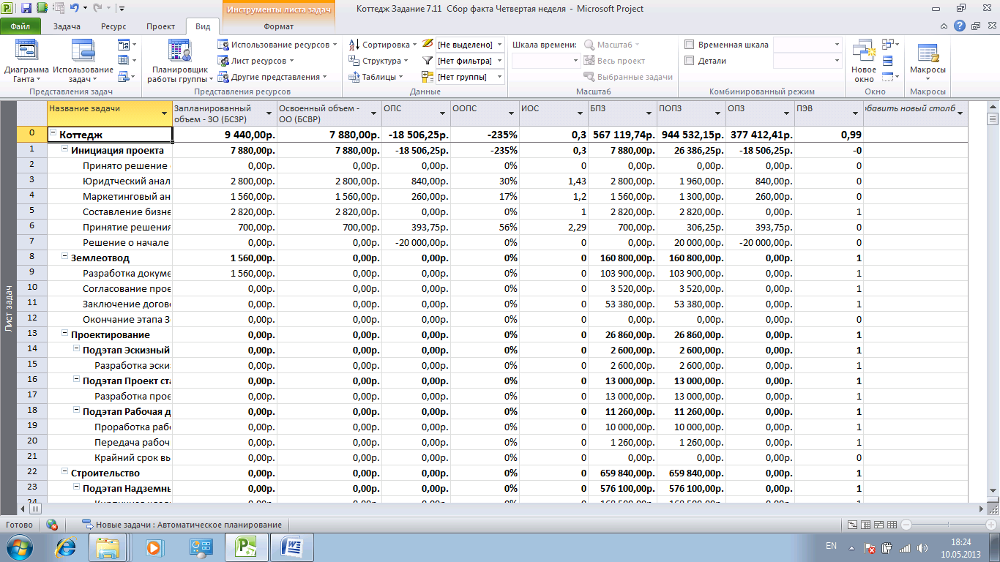 Инструменты листа задач
Коттедж Задание 7.11 Сбор факта Четвертая неделя - Microsoft Project
Файл Задача Ресурс Проект Вид Формат
Диаграмма Ганта
Использование задач
Представления задач
Планировщик работы группы
Использование ресурсов
Лист ресурсов
Другие представления
Представления ресурсов
Сортировка [Не выделено]
Структура [Нет фильтра]
Таблицы [Нет группы]
Данные
Шкала времени: Масштаб
Весь проект
Выбранные задачи
Масштаб
Временная шкала
Детали
Комбинированный режим
Новое окно
Окно
Макросы
Макросы
Название задачи Запланированный объем - ЗО (БСЗР) Освоенный объем - ОО (БСВР) ОПС ООПС ИОС БПЗ ПОПЗ ОПЗ ПЭВ обавить новый столб
0 Коттедж 9 440,00р. 7 880,00р. -18 506,25р. -235% 0,3 567 119,74р. 944 532,15р. 377 412,41р. 0,99
1 Инициация проекта 7 880,00р. 7 880,00р. -18 506,25р. -235% 0,3 7 880,00р. 26 386,25р. -18 506,25р. -0
2 Принято решение 0,00р. 0,00р. 0,00р. 0% 0 0,00р. 0,00р. 0,00р. 0
3 Юридтческий анал 2 800,00р. 2 800,00р. 840,00р. 30% 1,43 2 800,00р. 1 960,00р. 840,00р. 0
4 Маркетинговый ан 1 560,00р. 1 560,00р. 260,00р. 17% 1,2 1 560,00р. 1 300,00р. 260,00р. 0
5 Составление бизне 2 820,00р. 2 820,00р. 0,00р. 0% 1 2 820,00р. 2 820,00р. 0,00р. 1
6 Принятие решения 700,00р. 700,00р. 393,75р. 56% 2,29 700,00р. 306,25р. 393,75р. 0
7 Решение о начале 0,00р. 0,00р. -20 000,00р. 0% 0 0,00р. 20 000,00р. -20 000,00р. 0
8 Землеотвод 1 560,00р. 0,00р. 0,00р. 0% 0 160 800,00р. 160 800,00р. 0,00р. 1
9 Разработка докуме 1 560,00р. 0,00р. 0,00р. 0% 0 103 900,00р. 103 900,00р. 0,00р. 1
10 Согласование прое 0,00р. 0,00р. 0,00р. 0% 0 3 520,00р. 3 520,00р. 0,00р. 1
11 Заключение догово 0,00р. 0,00р. 0,00р. 0% 0 53 380,00р. 53 380,00р. 0,00р. 1
12 Окончание этапа З 0,00р. 0,00р. 0,00р. 0% 0 0,00р. 0,00р. 0,00р. 0
13 Проектирование 0,00р. 0,00р. 0,00р. 0% 0 26 860,00р. 26 860,00р. 0,00р. 1
14 Подэтап Эскизный 0,00р. 0,00р. 0,00р. 0% 0 2 600,00р. 2 600,00р. 0,00р. 1
15 Разработка эски 0,00р. 0,00р. 0,00р. 0% 0 2 600,00р. 2 600,00р. 0,00р. 1
16 Подэтап Проект ста 0,00р. 0,00р. 0,00р. 0% 0 13 000,00р. 13 000,00р. 0,00р. 1
17 Разработка прое 0,00р. 0,00р. 0,00р. 0% 0 13 000,00р. 13 000,00р. 0,00р. 1
18 Подэтап Рабочая д 0,00р. 0,00р. 0,00р. 0% 0 11 260,00р. 11 260,00р. 0,00р. 1
19 Проработка рабо 0,00р. 0,00р. 0,00р. 0% 0 10 000,00р. 10 000,00р. 0,00р. 1
20 Передача рабоч 0,00р. 0,00р. 0,00р. 0% 0 1 260,00р. 1 260,00р. 0,00р. 1
21 Крайний срок вы 0,00р. 0,00р. 0,00р. 0% 0 0,00р. 0,00р. 0,00р. 0
22 Строительство 0,00р. 0,00р. 0,00р. 0% 0 659 840,00р. 659 840,00р. 0,00р. 1
23 Подэтап Надземнь 0,00р. 0,00р. 0,00р. 0% 0 576 100,00р. 576 100,00р. 0,00р. 1
Лист задач
Готово Новые задачи : Автоматическое планирование
EN 18:24
10.05.2013